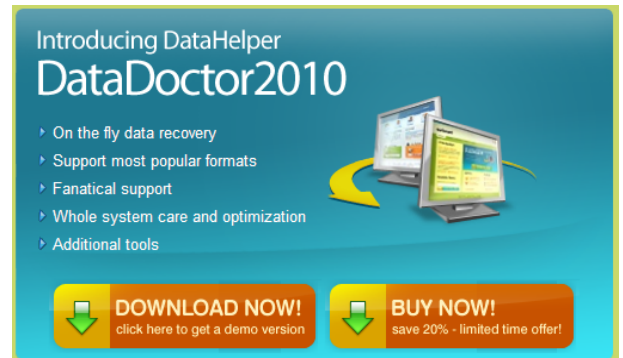 Introducing DataHelper
DataDoctor2010
On the fly data recovery
Support most popular formats
Fanatical support
Whole system care and optimization
Additional tools
DOWNLOAD NOW!
click here to get a demo version
BUY NOW!
save 20% - limited time offer!